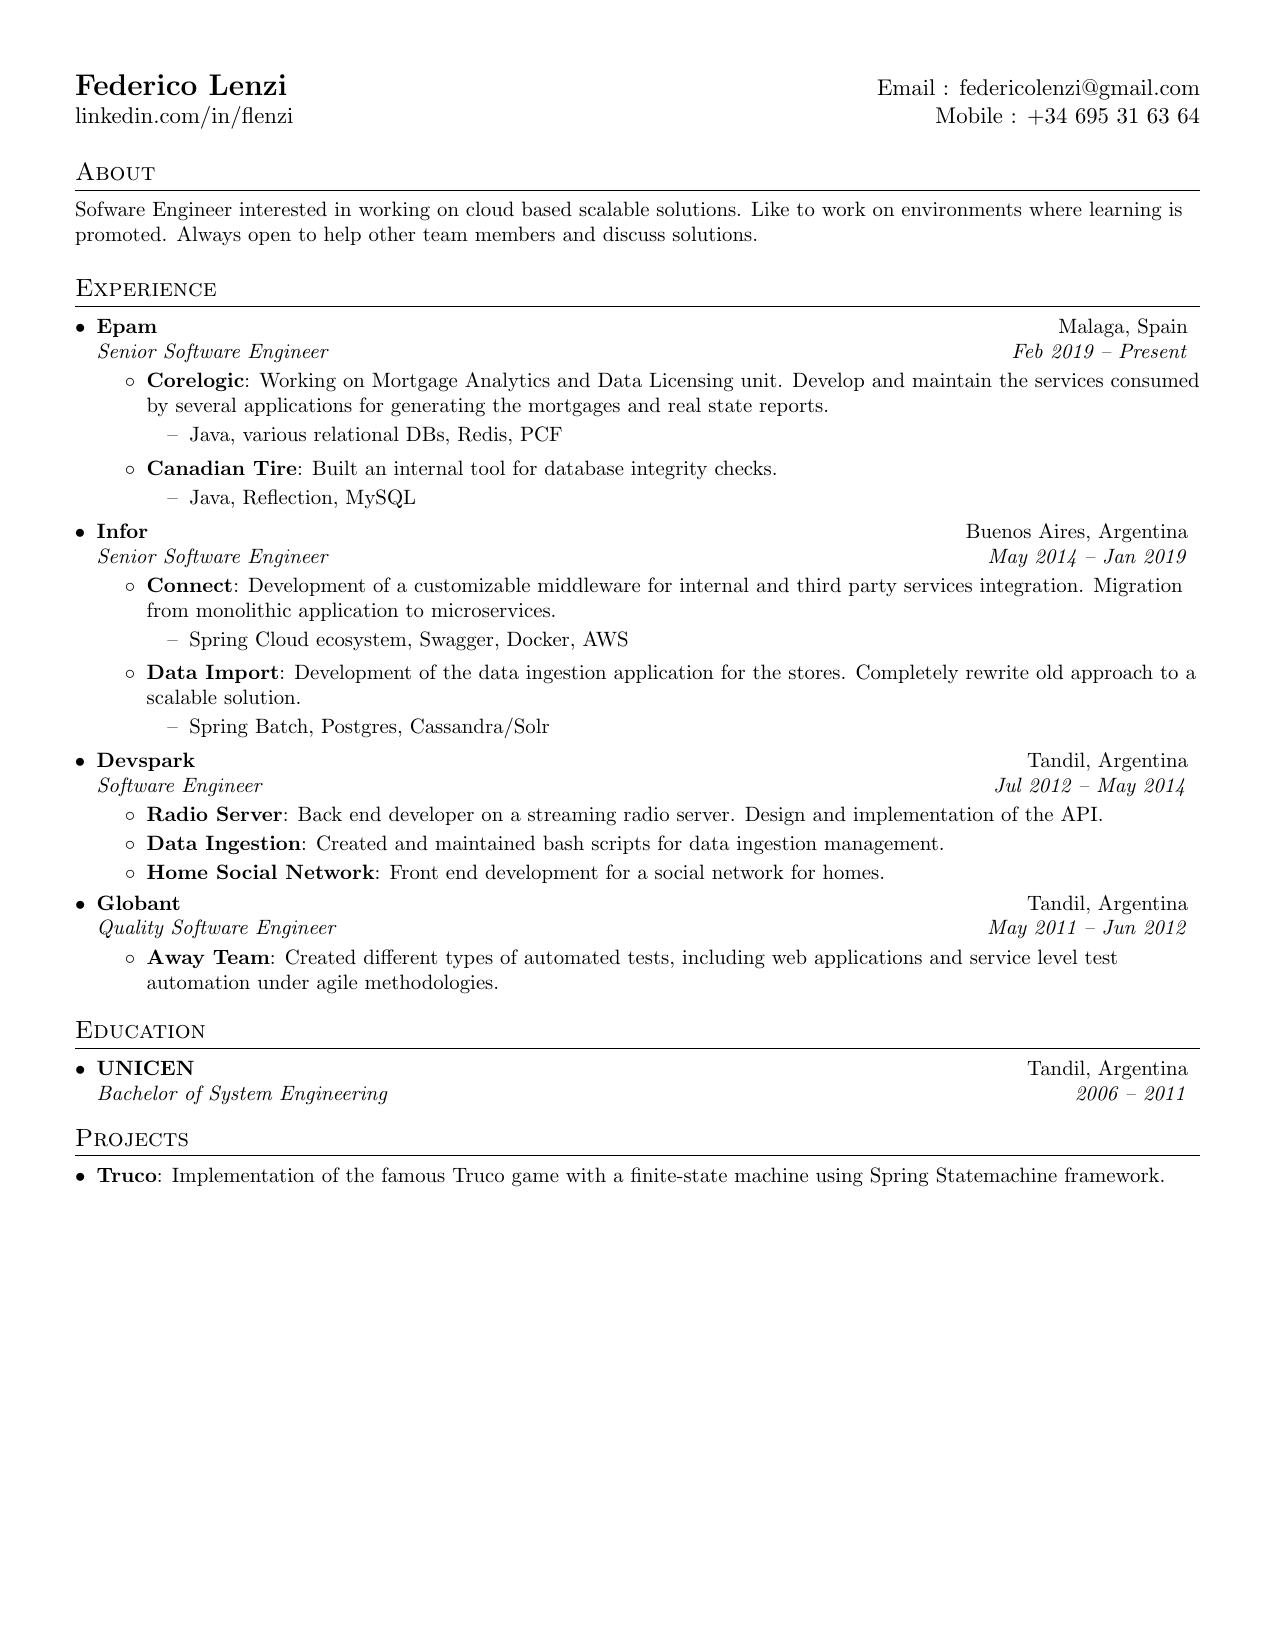 Federico Lenzi
Email : federicolenzi@gmail.com
linkedin.com/in/flenzi
Mobile : +34 695 31 63 64
About
Sofware Engineer interested in working on cloud based scalable solutions. Like to work on environments where learning is
promoted. Always open to help other team members and discuss solutions.
Experience
• Epam
Malaga, Spain
Senior Software Engineer
Feb 2019 – Present
◦ Corelogic: Working on Mortgage Analytics and Data Licensing unit. Develop and maintain the services consumed
by several applications for generating the mortgages and real state reports.
– Java, various relational DBs, Redis, PCF
◦ Canadian Tire: Built an internal tool for database integrity checks.
– Java, Reflection, MySQL
• Infor
Buenos Aires, Argentina
Senior Software Engineer
May 2014 – Jan 2019
◦ Connect: Development of a customizable middleware for internal and third party services integration. Migration
from monolithic application to microservices.
– Spring Cloud ecosystem, Swagger, Docker, AWS
◦ Data Import: Development of the data ingestion application for the stores. Completely rewrite old approach to a
scalable solution.
– Spring Batch, Postgres, Cassandra/Solr
• Devspark
Tandil, Argentina
Software Engineer
Jul 2012 – May 2014
◦ Radio Server: Back end developer on a streaming radio server. Design and implementation of the API.
◦ Data Ingestion: Created and maintained bash scripts for data ingestion management.
◦ Home Social Network: Front end development for a social network for homes.
• Globant
Tandil, Argentina
Quality Software Engineer
May 2011 – Jun 2012
◦ Away Team: Created different types of automated tests, including web applications and service level test
automation under agile methodologies.
Education
• UNICEN
Tandil, Argentina
Bachelor of System Engineering
2006 – 2011
Projects
• Truco: Implementation of the famous Truco game with a finite-state machine using Spring Statemachine framework.